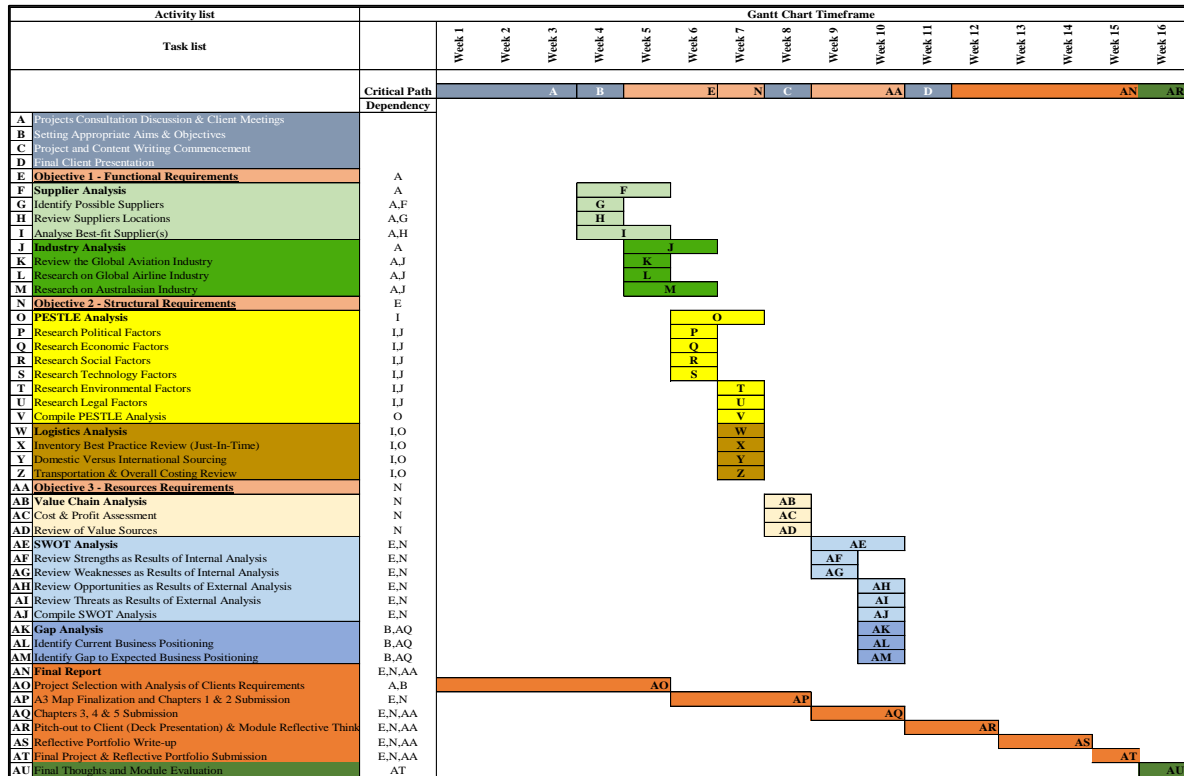 Activity list Gantt Chart Timeframe
Task list Week 1 Week 2 Week 3 Week 4 Week 5 Week 6 Week 7 Week 8 Week 9 Week 10 Week 11 Week 12 Week 13 Week 14 Week 15 Week 16
Critical Path A B E N C AA D AN AR
Dependency
A Projects Consultation Discussion & Client Meetings
B Setting Appropriate Aims & Objectives
C Project and Content Writing Commencement
D Final Client Presentation
E Objective 1 - Functional Requirements A
F Supplier Analysis A F
G Identify Possible Suppliers A,F G
H Review Suppliers Locations A,G H
I Analyse Best-fit Supplier(s) A,H I
J Industry Analysis A J
K Review the Global Aviation Industry A,J K
L Research on Global Airline Industry A,J L
M Research on Australasian Industry A,J M
N Objective 2 - Structural Requirements E
O PESTLE Analysis I O
P Research Political Factors I,J P
Q Research Economic Factors I,J Q
R Research Social Factors I,J R
S Research Technology Factors I,J S
T Research Environmental Factors I,J T
U Research Legal Factors I,J U
V Compile PESTLE Analysis O V
W Logistics Analysis I,O W
X Inventory Best Practice Review (Just-In-Time) I,O X
Y Domestic Versus International Sourcing I,O Y
Z Transportation & Overall Costing Review I,O Z
AA Objective 3 - Resources Requirements N
AB Value Chain Analysis N AB
AC Cost & Profit Assessment N AC
AD Review of Value Sources N AD
AE SWOT Analysis E,N AE
AF Review Strengths as Results of Internal Analysis E,N AF
AG Review Weaknesses as Results of Internal Analysis E,N AG
AH Review Opportunities as Results of External Analysis E,N AH
AI Review Threats as Results of External Analysis E,N AI
AJ Compile SWOT Analysis E,N AJ
AK Gap Analysis B,AQ AK
AL Identify Current Business Positioning B,AQ AL
AM Identify Gap to Expected Business Positioning B,AQ AM
AN Final Report E,N,AA
AO Project Selection with Analysis of Clients Requirements A,B AO
AP A3 Map Finalization and Chapters 1 & 2 Submission E,N AP
AQ Chapters 3, 4 & 5 Submission E,N,AA AQ
AR Pitch-out to Client (Deck Presentation) & Module Reflective Think E,N,AA AR
AS Reflective Portfolio Write-up E,N,AA AS
AT Final Project & Reflective Portfolio Submission E,N,AA AT
AU Final Thoughts and Module Evaluation AT AU